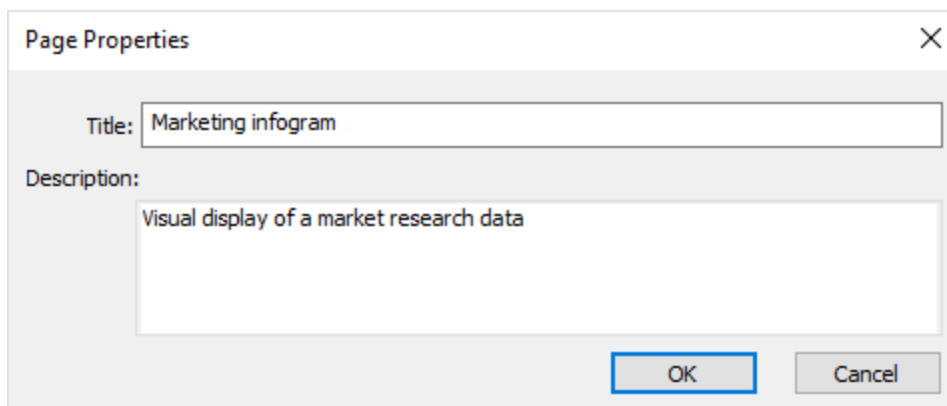 Page Properties
Title: Marketing infogram
Description:
Visual display of a market research data
OK Cancel